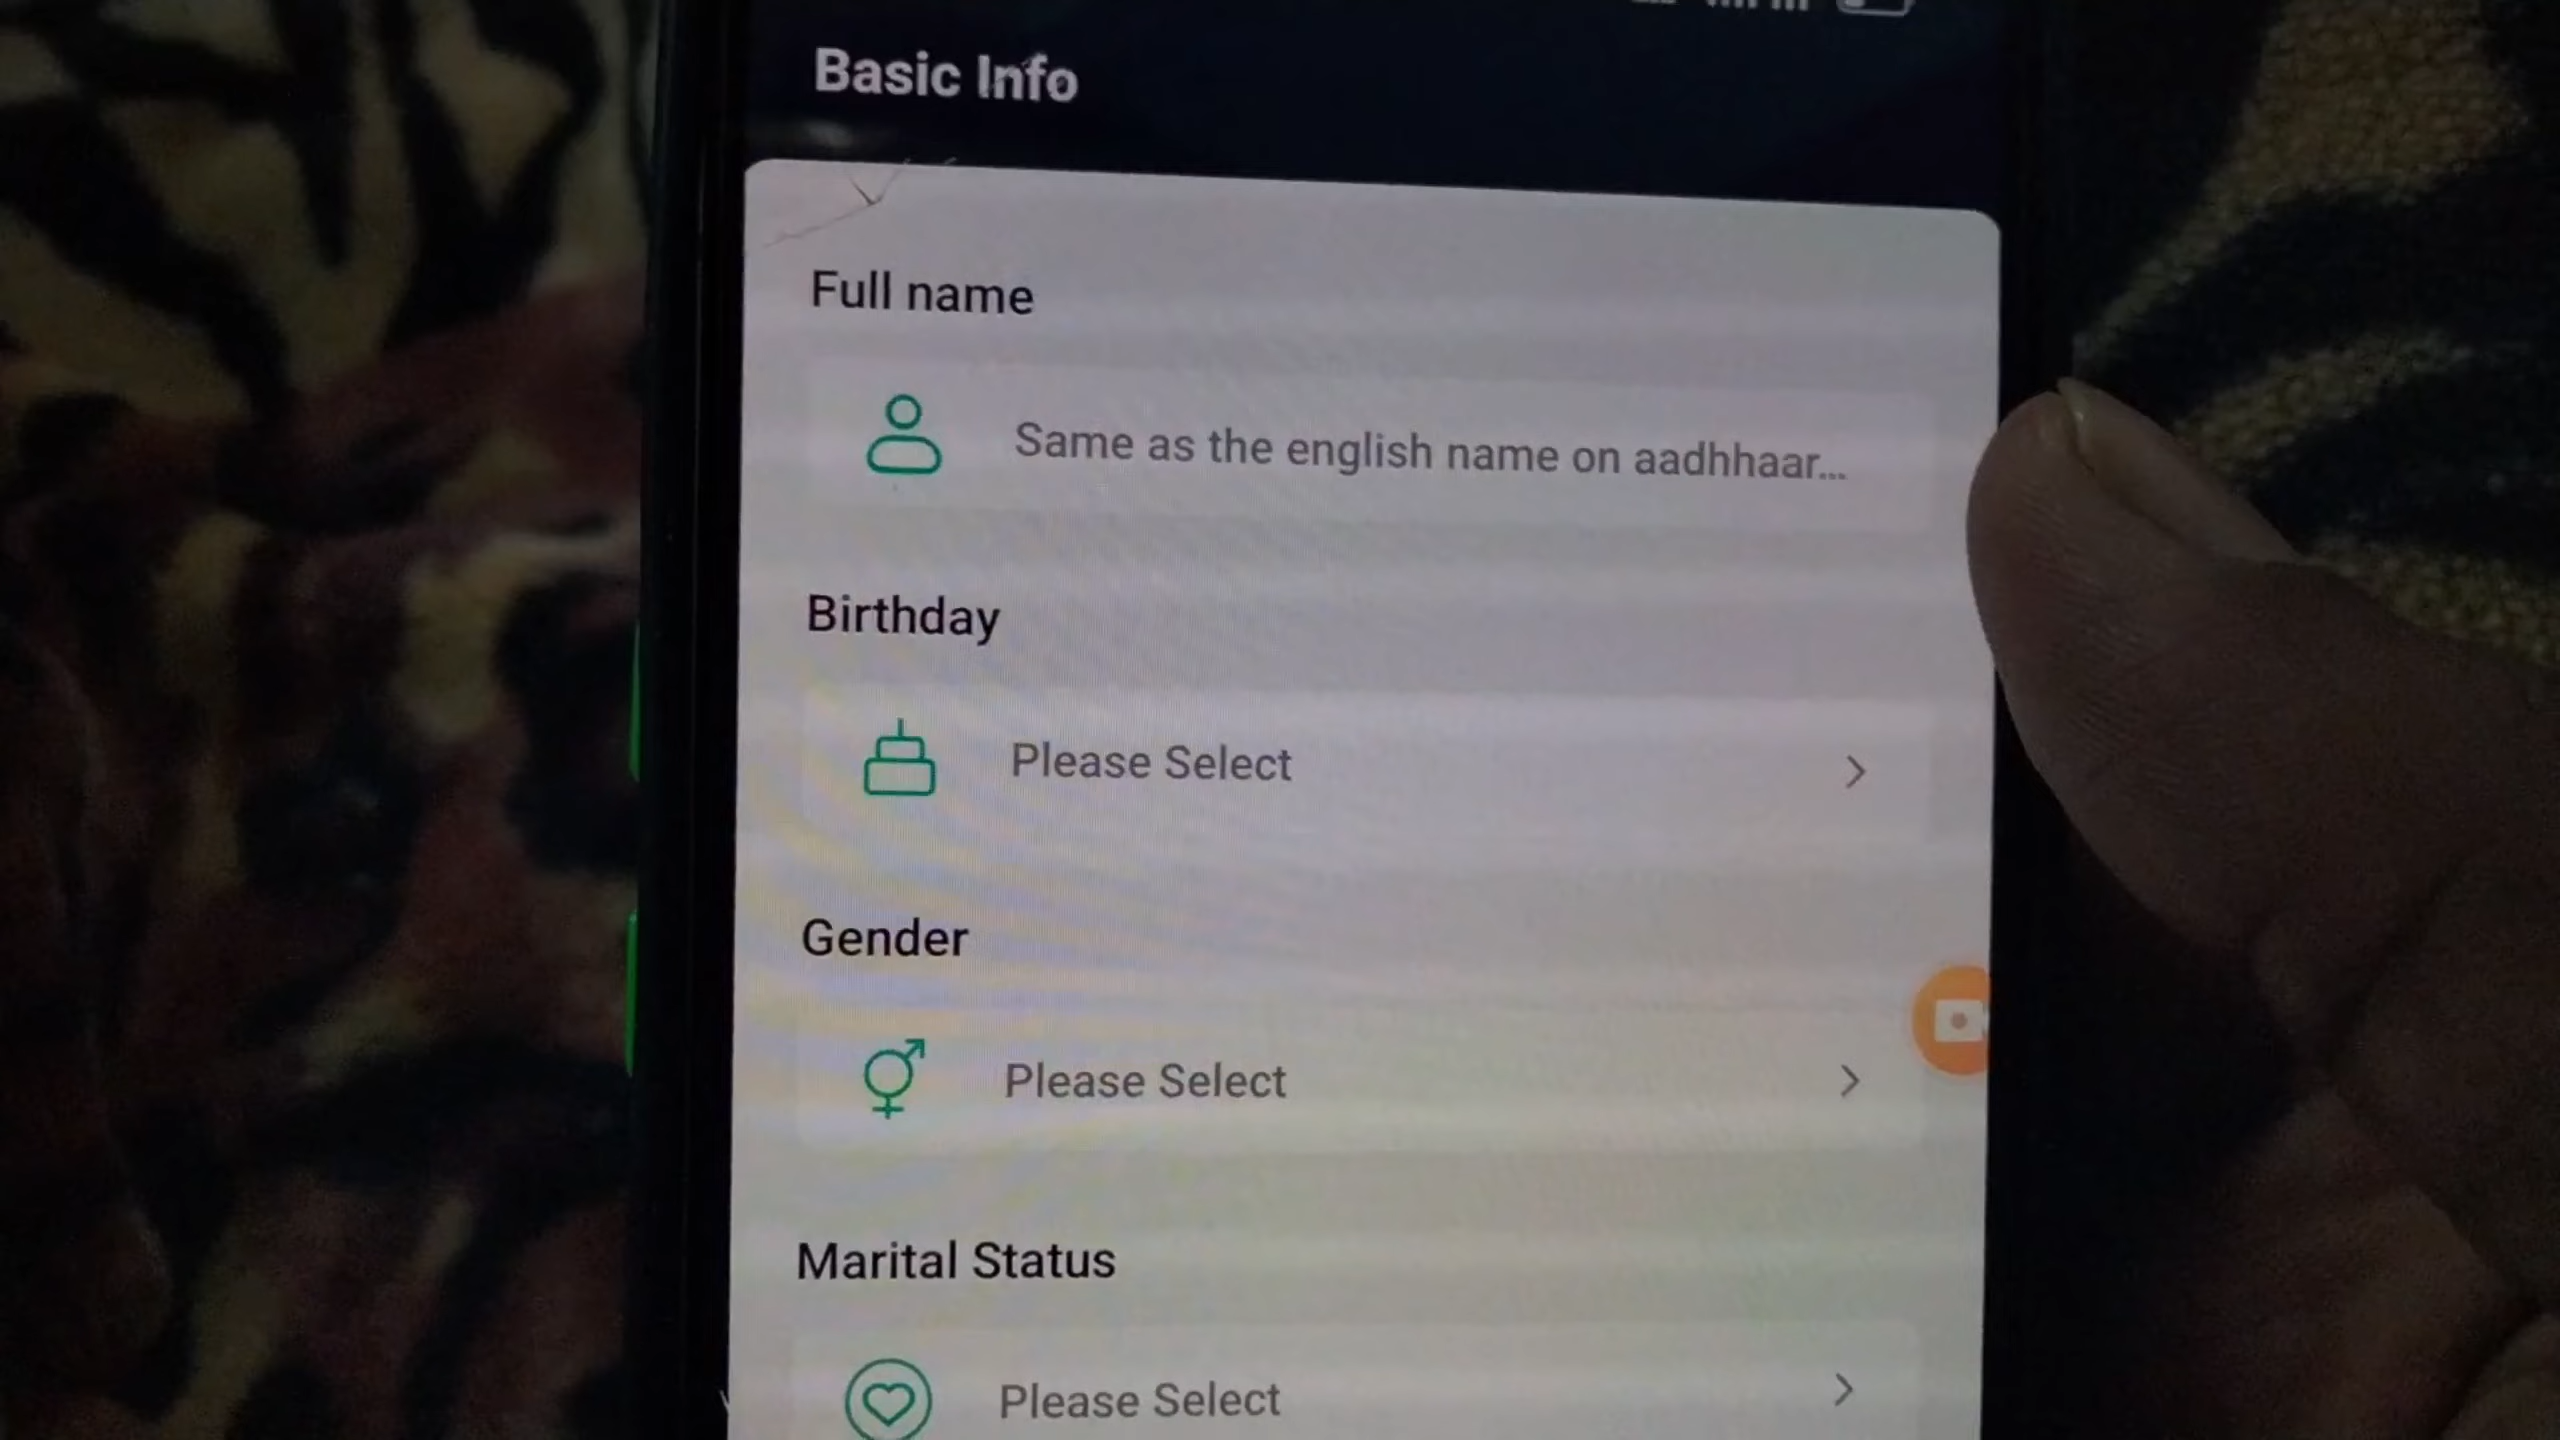 Basic Info
Full name
Same as the english name on aadhhaar...
Birthday
Please Select
Gender
Please Select
Marital Status
Please Select